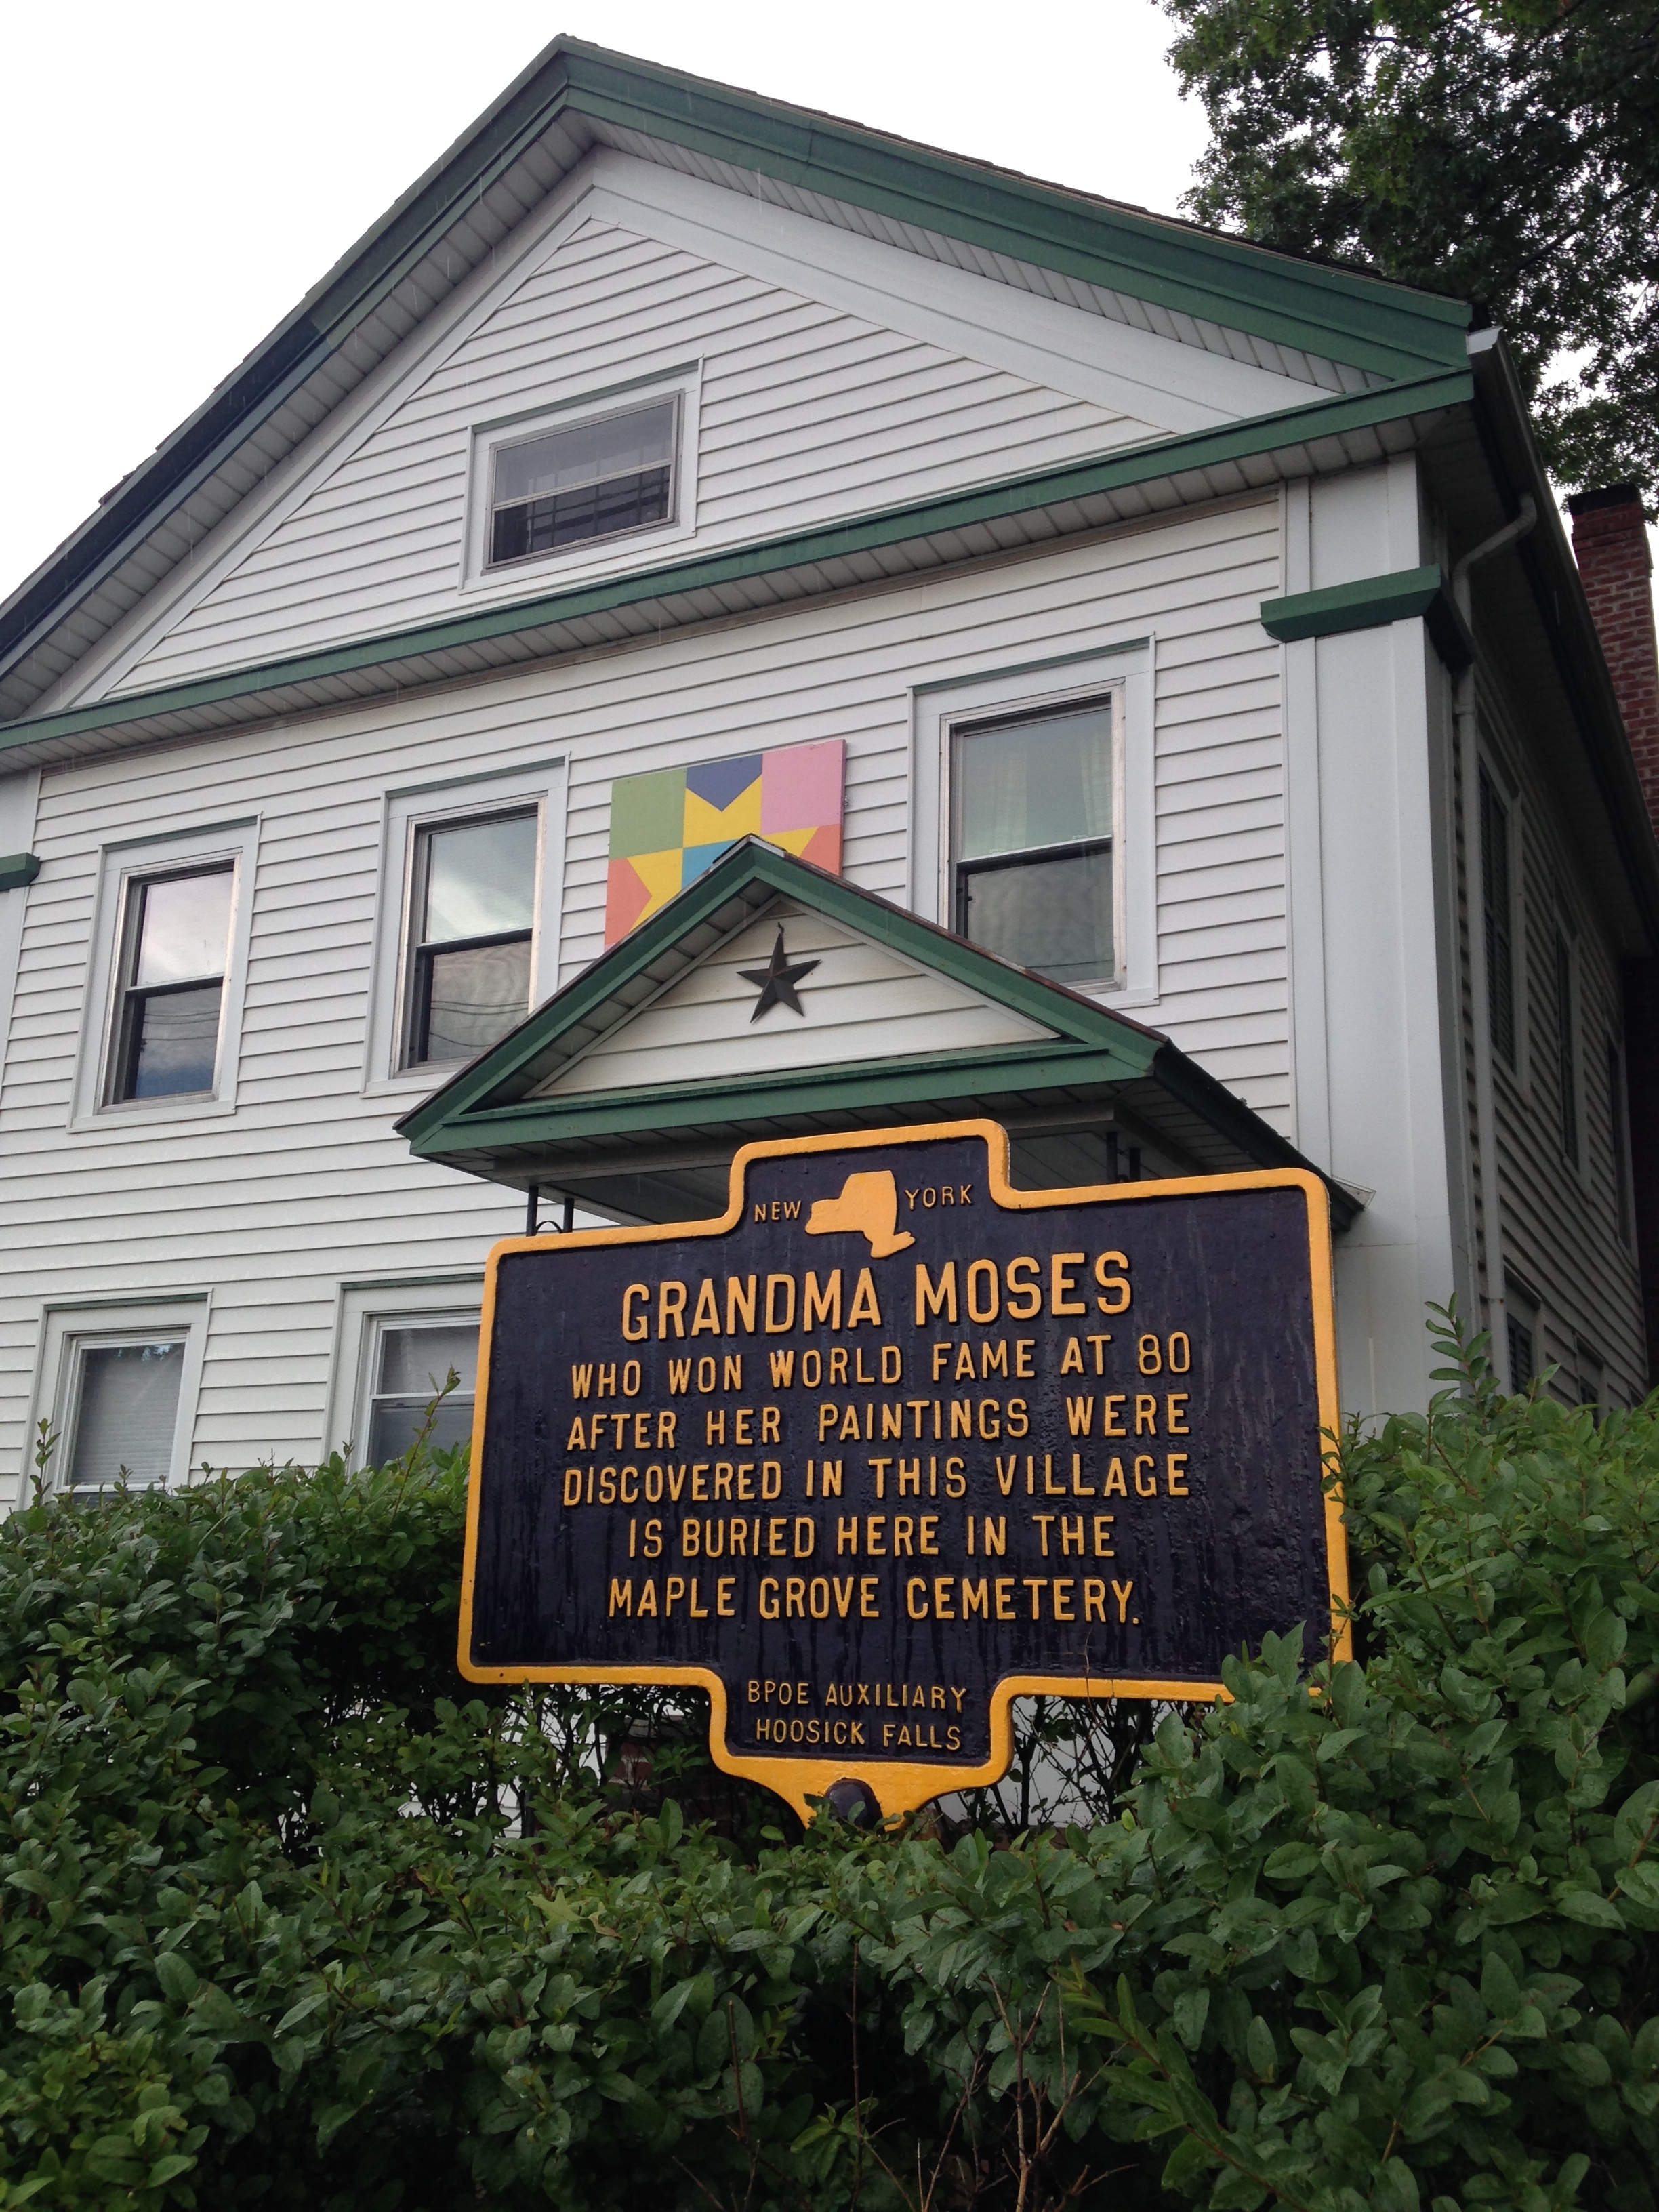 NEW YORK
GRANDMA MOSES
WHO WON WORLD FAME AT 80
AFTER HER PAINTINGS WERE
DISCOVERED IN THIS VILLAGE
IS BURIED HERE IN THE
MAPLE GROVE CEMETERY.
BPOE AUXILIARY
HOOSICK FALLS